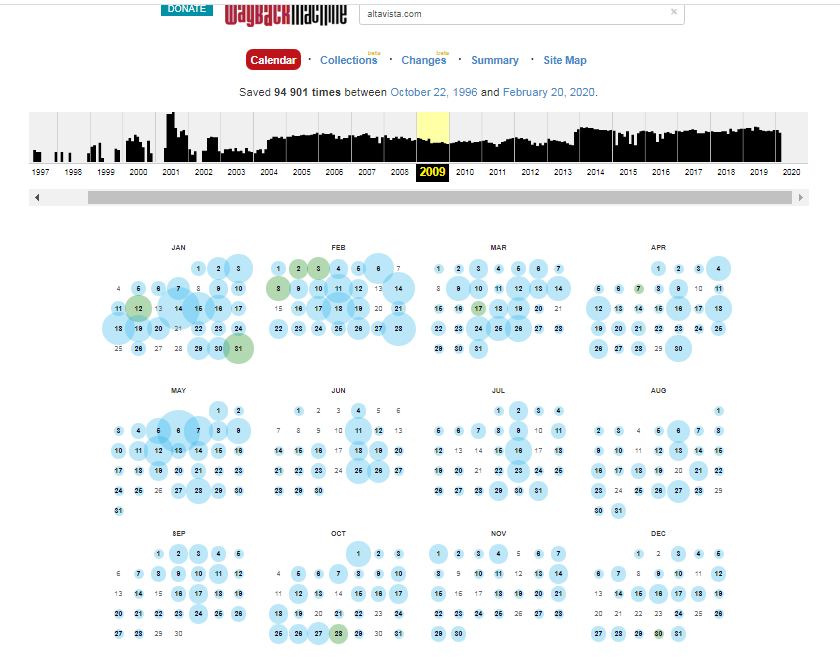 DONATE WayBackMachine altavista.com ×
Calendar · Collections beta · Changes beta · Summary · Site Map
Saved 94 901 times between October 22, 1996 and February 20, 2020.
1997 1998 1999 2000 2001 2002 2003 2004 2005 2006 2007 2008 2009 2010 2011 2012 2013 2014 2015 2016 2017 2018 2019 2020
JAN FEB MAR APR
1 2 3 1 2 3 4 5 6 7 1 2 3 4 5 6 7 1 2 3 4
4 5 6 7 8 9 10 8 9 10 11 12 13 14 8 9 10 11 12 13 14 5 6 7 8 9 10 11
11 12 13 14 15 16 17 15 16 17 18 19 20 21 15 16 17 18 19 20 21 12 13 14 15 16 17 18
18 19 20 21 22 23 24 22 23 24 25 26 27 28 22 23 24 25 26 27 28 19 20 21 22 23 24 25
25 26 27 28 29 30 31 29 30 31 26 27 28 29 30
MAY JUN JUL AUG
1 2 1 2 3 4 5 6 1 2 3 4 1
3 4 5 6 7 8 9 7 8 9 10 11 12 13 5 6 7 8 9 10 11 2 3 4 5 6 7 8
10 11 12 13 14 15 16 14 15 16 17 18 19 20 12 13 14 15 16 17 18 9 10 11 12 13 14 15
17 18 19 20 21 22 23 21 22 23 24 25 26 27 19 20 21 22 23 24 25 16 17 18 19 20 21 22
24 25 26 27 28 29 30 28 29 30 26 27 28 29 30 31 23 24 25 26 27 28 29
31 30 31
SEP OCT NOV DEC
1 2 3 4 5 1 2 3 1 2 3 4 5 6 7 1 2 3 4 5
6 7 8 9 10 11 12 4 5 6 7 8 9 10 8 9 10 11 12 13 14 6 7 8 9 10 11 12
13 14 15 16 17 18 19 11 12 13 14 15 16 17 15 16 17 18 19 20 21 13 14 15 16 17 18 19
20 21 22 23 24 25 26 18 19 20 21 22 23 24 22 23 24 25 26 27 28 20 21 22 23 24 25 26
27 28 29 30 25 26 27 28 29 30 31 29 30 27 28 29 30 31